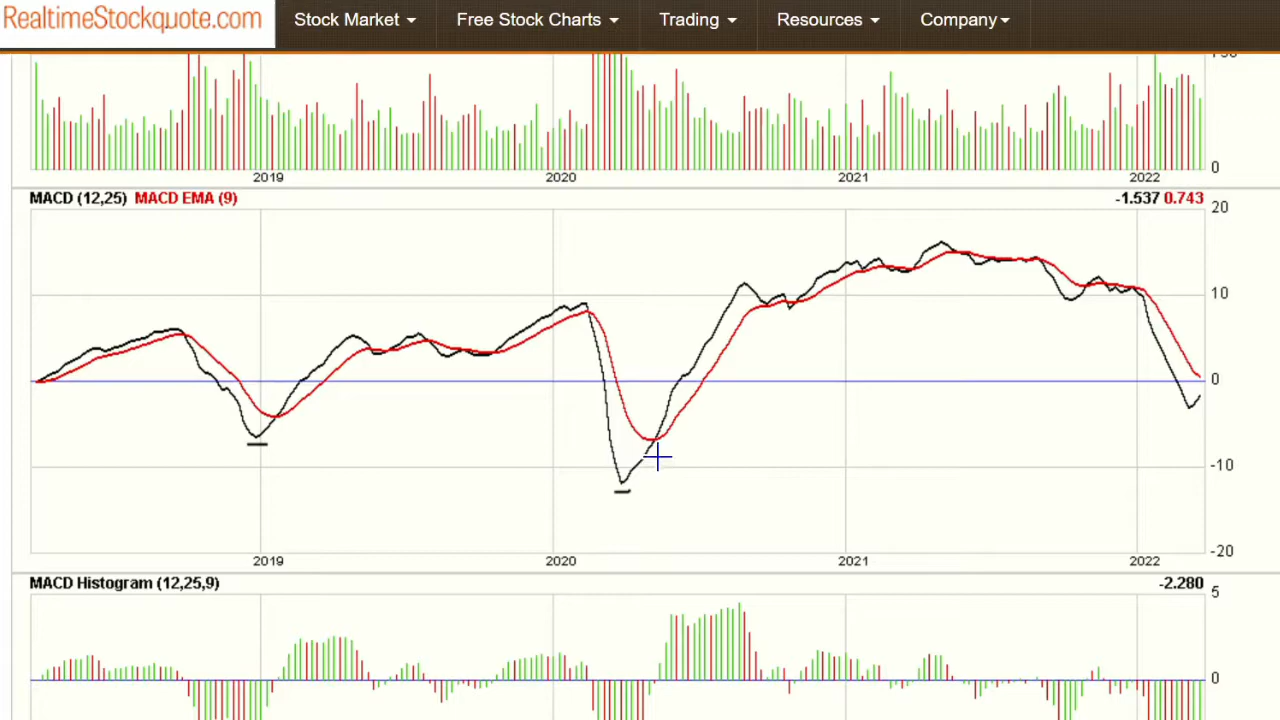 RealtimeStockquote.com Stock Market Free Stock Charts Trading Resources Company
0
2019 2020 2021 2022
MACD (12,25) MACD EMA (9) -1.537 0.743
20
10
0
-10
-20
2019 2020 2021 2022
MACD Histogram (12,25,9) -2.280
5
0